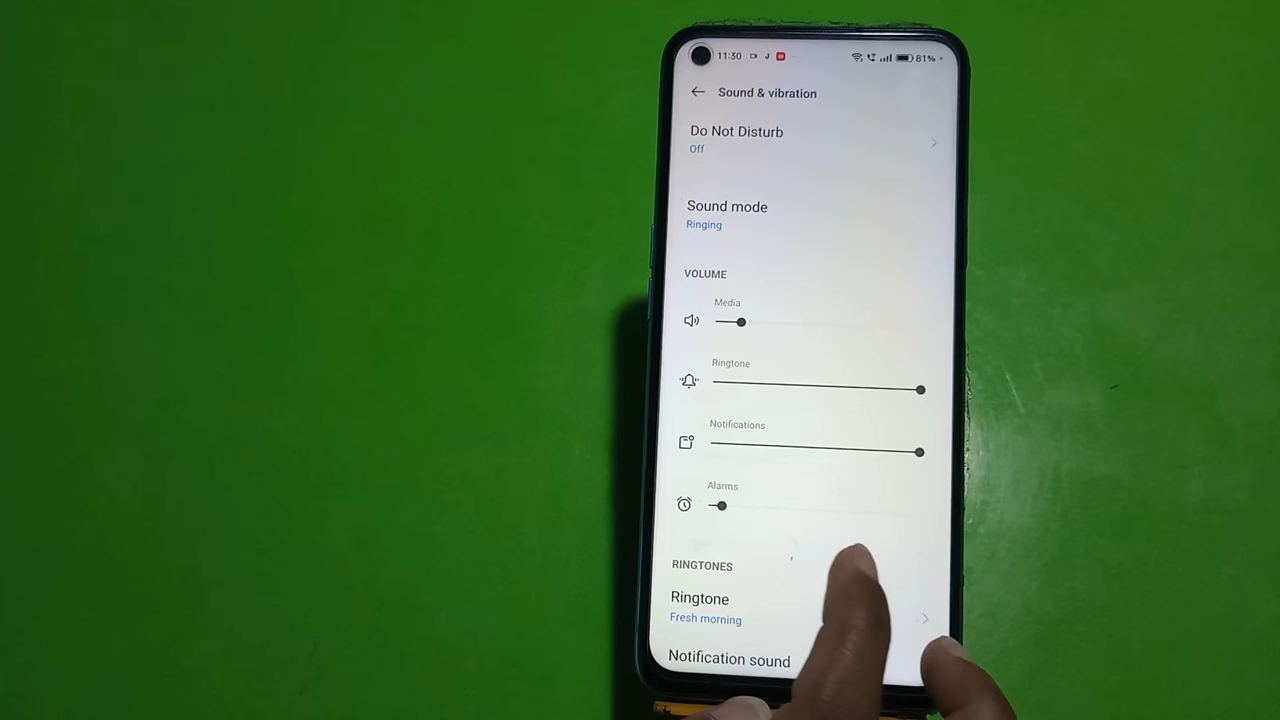 11:30
81%
Sound & vibration
Do Not Disturb
Off
Sound mode
Ringing
VOLUME
Media
Ringtone
Notifications
Alarms
RINGTONES
Ringtone
Fresh morning
Notification sound